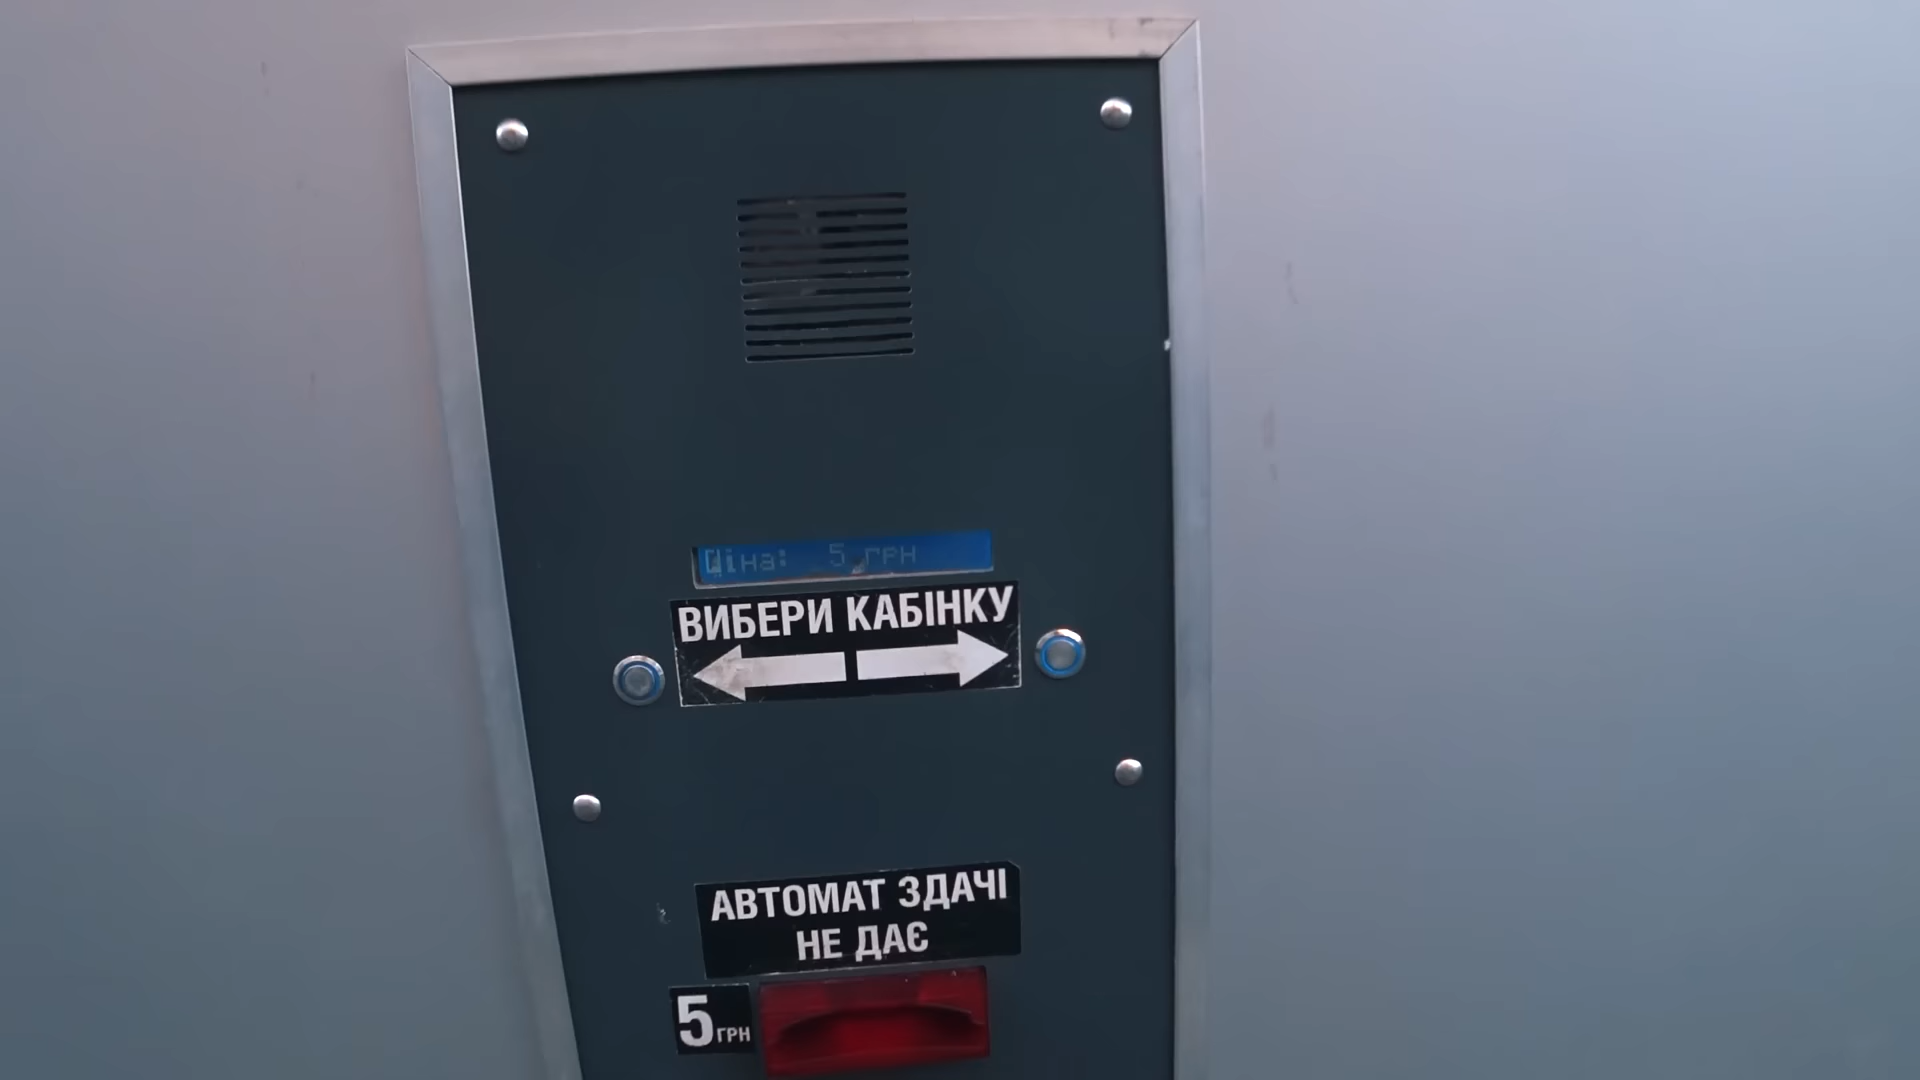 Ціна: 5 грн
ВИБЕРИ КАБІНКУ
АВТОМАТ ЗДАЧІ
НЕ ДАЄ
5 ГРН